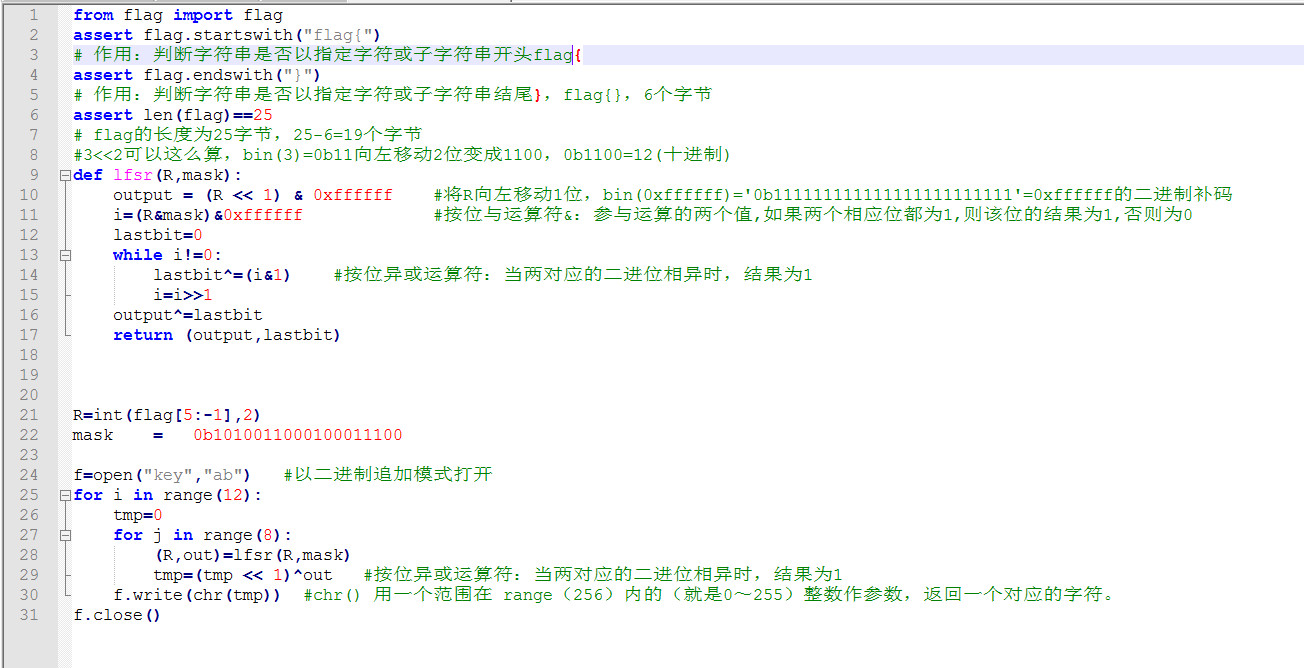 1 from flag import flag
2 assert flag.startswith("flag{")
3 # 作用：判断字符串是否以指定字符或子字符串开头flag{
4 assert flag.endswith("}")
5 # 作用：判断字符串是否以指定字符或子字符串结尾}，flag{}，6个字节
6 assert len(flag)==25
7 # flag的长度为25字节，25-6=19个字节
8 #3<<2可以这么算，bin(3)=0b11向左移动2位变成1100，0b1100=12(十进制)
9 def lfsr(R,mask):
10 output = (R << 1) & 0xffffff #将R向左移动1位，bin(0xffffff)='0b111111111111111111111111'=0xffffff的二进制补码
11 i=(R&mask)&0xffffff #按位与运算符&：参与运算的两个值,如果两个相应位都为1,则该位的结果为1,否则为0
12 lastbit=0
13 while i!=0:
14 lastbit^=(i&1) #按位异或运算符：当两对应的二进位相异时，结果为1
15 i=i>>1
16 output^=lastbit
17 return (output,lastbit)
18
19
20
21 R=int(flag[5:-1],2)
22 mask = 0b1010011000100011100
23
24 f=open("key","ab") #以二进制追加模式打开
25 for i in range(12):
26 tmp=0
27 for j in range(8):
28 (R,out)=lfsr(R,mask)
29 tmp=(tmp << 1)^out #按位异或运算符：当两对应的二进位相异时，结果为1
30 f.write(chr(tmp)) #chr() 用一个范围在 range（256）内的（就是0～255）整数作参数，返回一个对应的字符。
31 f.close()